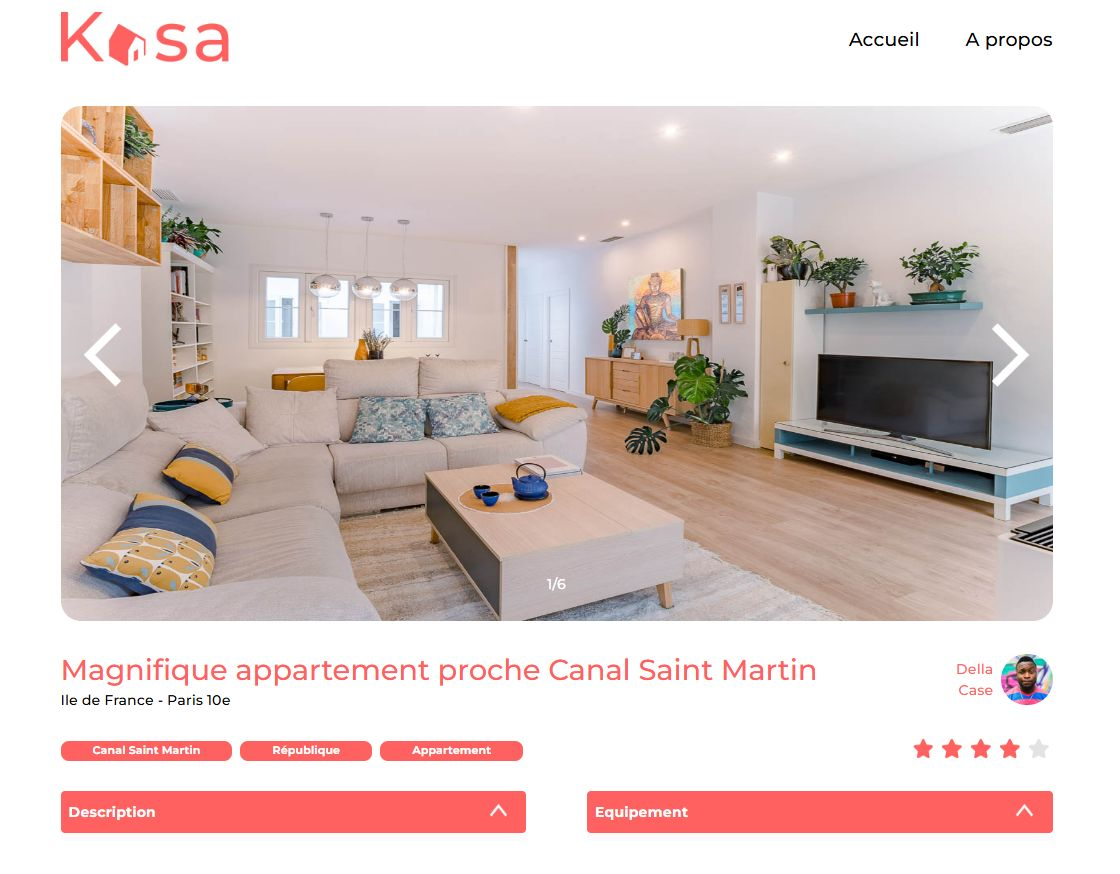 Kasa
Accueil
A propos
1/6
Magnifique appartement proche Canal Saint Martin
Ile de France - Paris 10e
Della
Case
Canal Saint Martin
République
Appartement
Description
Equipement